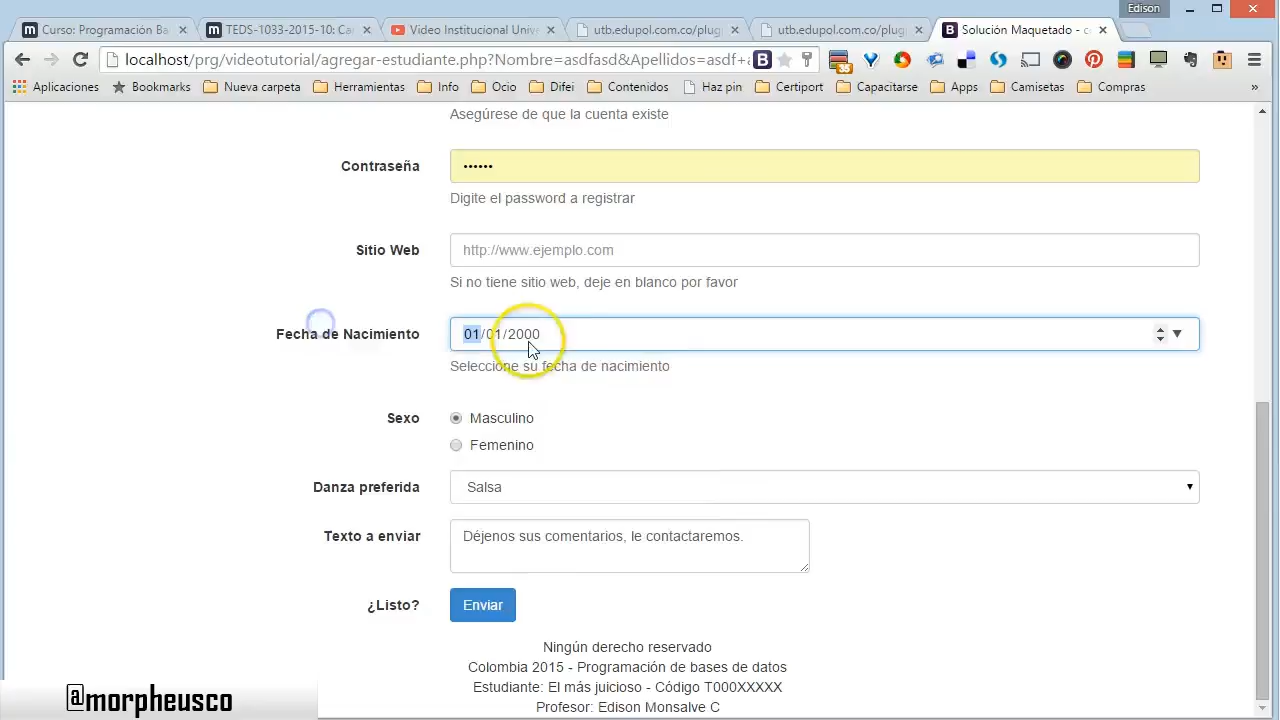 Edison
Curso: Programación Ba
TEDS-1033-2015-10: Ca
Video Institucional Univ
utb.edupol.com.co/plugi
utb.edupol.com.co/plugi
Solución Maquetado - c
localhost/prg/videotutorial/agregar-estudiante.php?Nombre=asdfasd&Apellidos=asdf+a
35
Aplicaciones
Bookmarks
Nueva carpeta
Herramientas
Info
Ocio
Difei
Contenidos
Har pin
Certiport
Capacitarse
Apps
Camisetas
Compras
»
Asegúrese de que la cuenta existe
Contraseña
••••••
Digite el password a registrar
Sitio Web
http://www.ejemplo.com
Si no tiene sitio web, deje en blanco por favor
Fecha de Nacimiento
01/01/2000
Seleccione su fecha de nacimiento
Sexo
Masculino
Femenino
Danza preferida
Salsa
Texto a enviar
Déjenos sus comentarios, le contactaremos.
¿Listo?
Enviar
Ningún derecho reservado
Colombia 2015 - Programación de bases de datos
Estudiante: El más juicioso - Código T000XXXXX
Profesor: Edison Monsalve C
@morpheusco